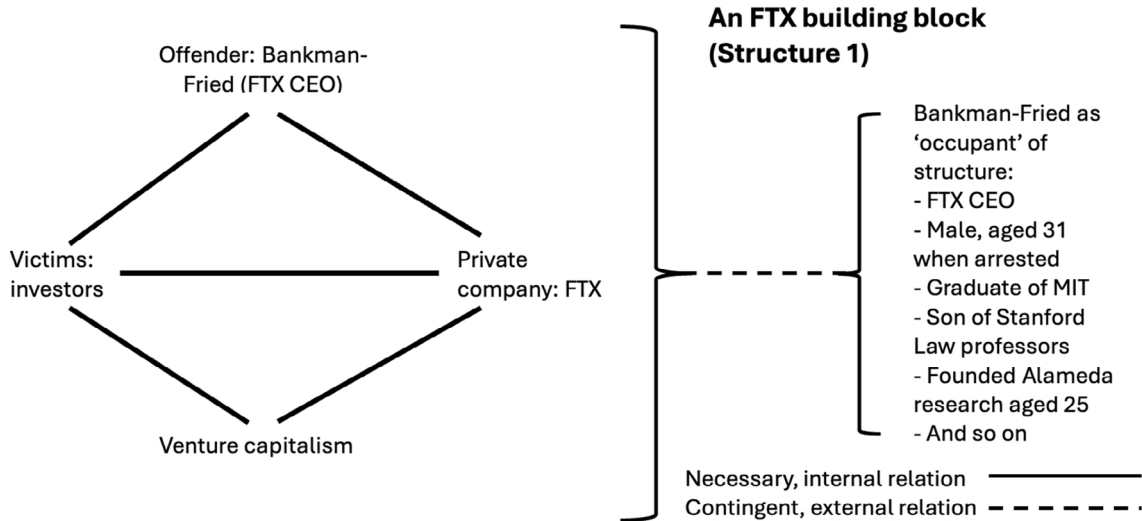 An FTX building block
(Structure 1)
Offender: Bankman-
Fried (FTX CEO)
Victims:
investors
Private
company: FTX
Venture capitalism
Bankman-Fried as
‘occupant’ of
structure:
- FTX CEO
- Male, aged 31
when arrested
- Graduate of MIT
- Son of Stanford
Law professors
- Founded Alameda
research aged 25
- And so on
Necessary, internal relation
Contingent, external relation